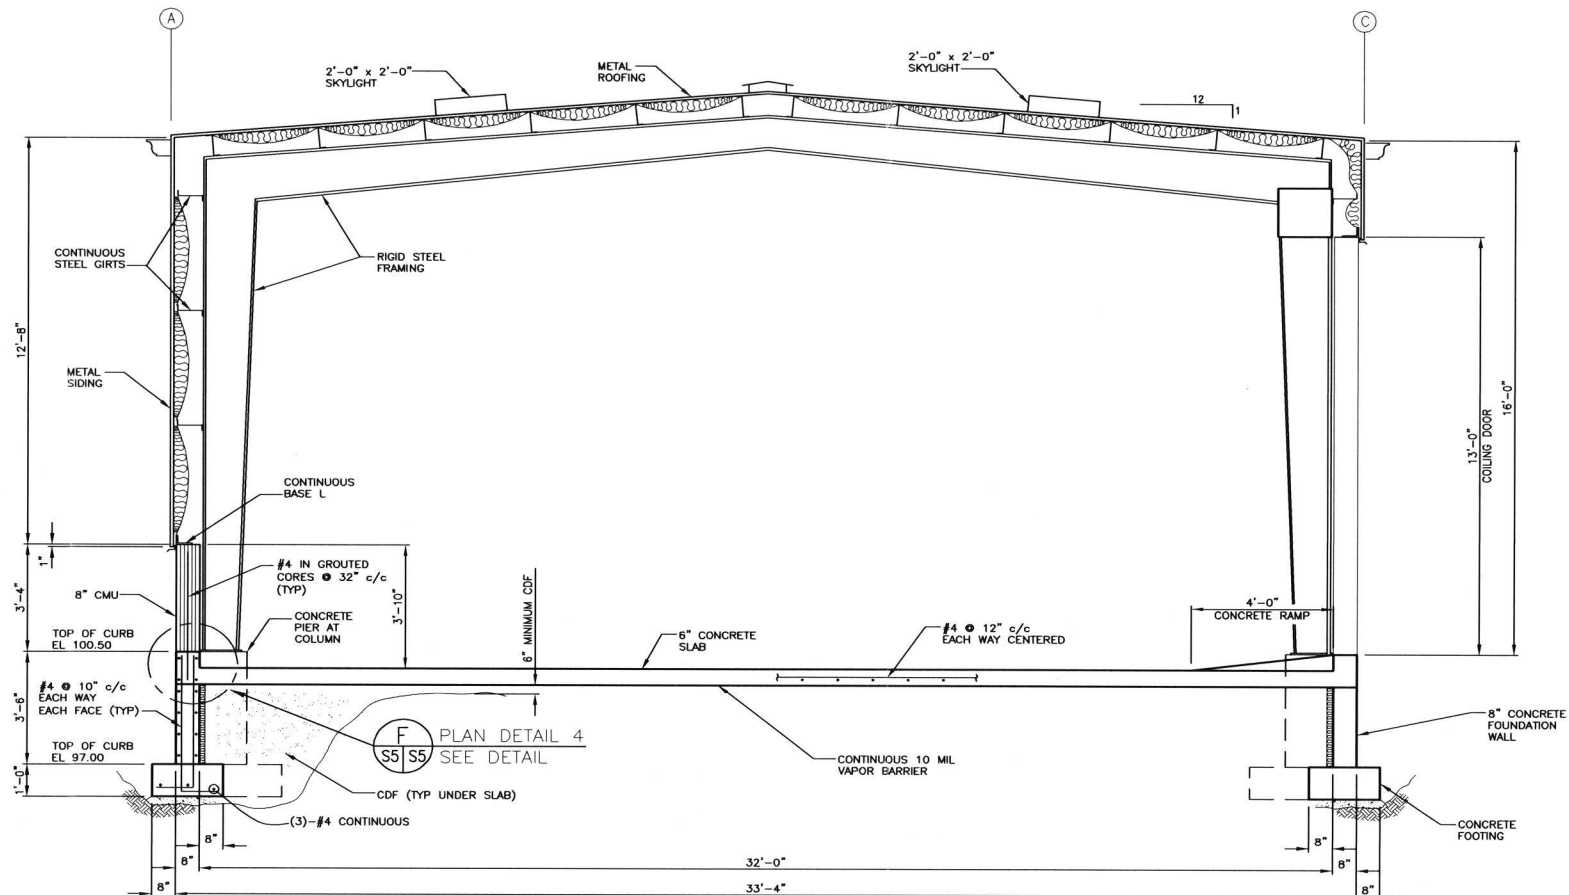 A
C
2'-0" x 2'-0"
SKYLIGHT
METAL
ROOFING
2'-0" x 2'-0"
SKYLIGHT
12
1
CONTINUOUS
STEEL GIRTS
RIGID STEEL
FRAMING
12'-8"
METAL
SIDING
16'-0"
13'-0"
COILING DOOR
CONTINUOUS
BASE L
1"
#4 IN GROUTED
CORES @ 32" c/c
(TYP)
8" CMU
3'-4"
3'-10"
6" MINIMUM CDF
CONCRETE
PIER AT
COLUMN
TOP OF CURB
EL 100.50
4'-0"
CONCRETE RAMP
6" CONCRETE
SLAB
#4 @ 12" c/c
EACH WAY CENTERED
#4 @ 10" c/c
EACH WAY
EACH FACE (TYP)
3'-6"
F
S5 S5
PLAN DETAIL 4
SEE DETAIL
8" CONCRETE
FOUNDATION
WALL
TOP OF CURB
EL 97.00
CONTINUOUS 10 MIL
VAPOR BARRIER
1'-0"
CDF (TYP UNDER SLAB)
(3)-#4 CONTINUOUS
CONCRETE
FOOTING
8"
8"
8"
32'-0"
8"
8"
8"
33'-4"